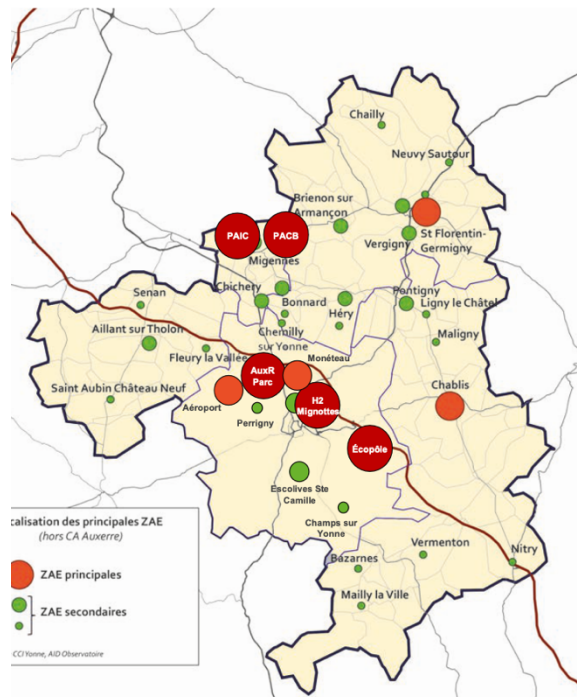 Chailly
Neuvy Sautour
Brienon sur
Armançon
St Florentin-
Germigny
Vergigny
PAIC
PACB
Migennes
Chichery
Bonnard
Pontigny
Ligny le Châtel
Senan
Héry
Chemilly
sur Yonne
Maligny
Aillant sur Tholon
Fleury la Vallée
Monéteau
AuxR
Parc
Saint Aubin Château Neuf
Aéroport
Chablis
H2
Mignottes
Perrigny
Écopôle
Escolives Ste
Camille
Champs sur
Yonne
calisation des principales ZAE
(hors CA Auxerre)
ZAE principales
ZAE secondaires
CCI Yonne, AID Observatoire
Bazarnes
Vermenton
Nitry
Mailly la Ville